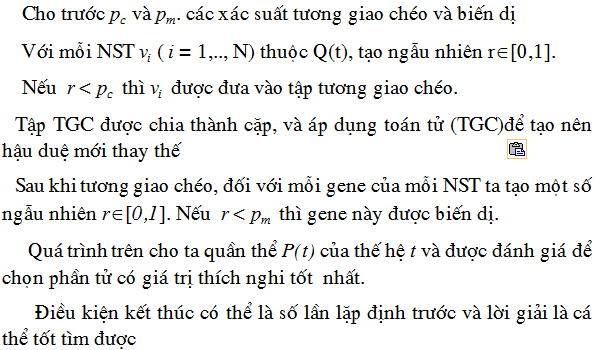 Cho trước p_c và p_m. các xác suất tương giao chéo và biến dị
Với mỗi NST v_i ( i = 1,.., N) thuộc Q(t), tạo ngẫu nhiên r∈[0,1].
Nếu r < p_c thì v_i được đưa vào tập tương giao chéo.
Tập TGC được chia thành cặp, và áp dụng toán tử (TGC)để tạo nên
hậu duệ mới thay thế
Sau khi tương giao chéo, đối với mỗi gene của mỗi NST ta tạo một số
ngẫu nhiên r∈[0,1]. Nếu r < p_m thì gene này được biến dị.
Quá trình trên cho ta quần thể P(t) của thế hệ t và được đánh giá để
chọn phần tử có giá trị thích nghi tốt nhất.
Điều kiện kết thúc có thể là số lần lặp định trước và lời giải là cá
thể tốt tìm được